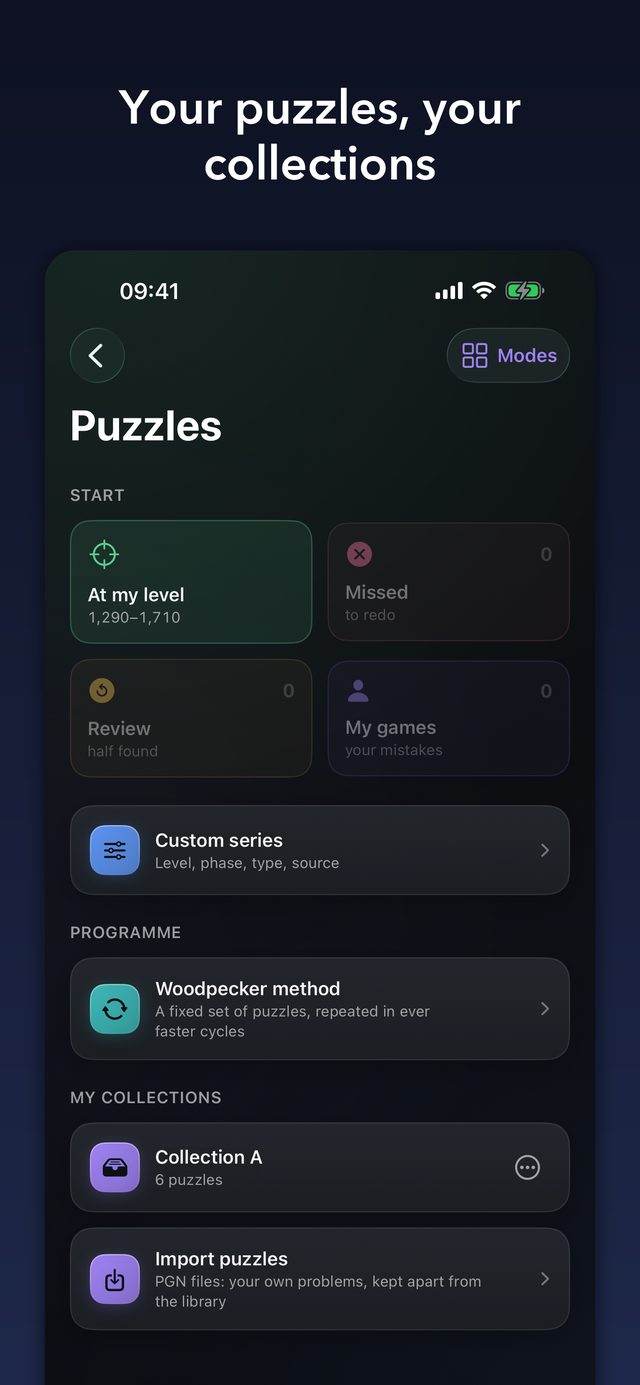 Your puzzles, your
collections
09:41
Modes
Puzzles
START
At my level
1,290–1,710
0
Missed
to redo
0
Review
half found
0
My games
your mistakes
Custom series
Level, phase, type, source
PROGRAMME
Woodpecker method
A fixed set of puzzles, repeated in ever
faster cycles
MY COLLECTIONS
Collection A
6 puzzles
Import puzzles
PGN files: your own problems, kept apart from
the library